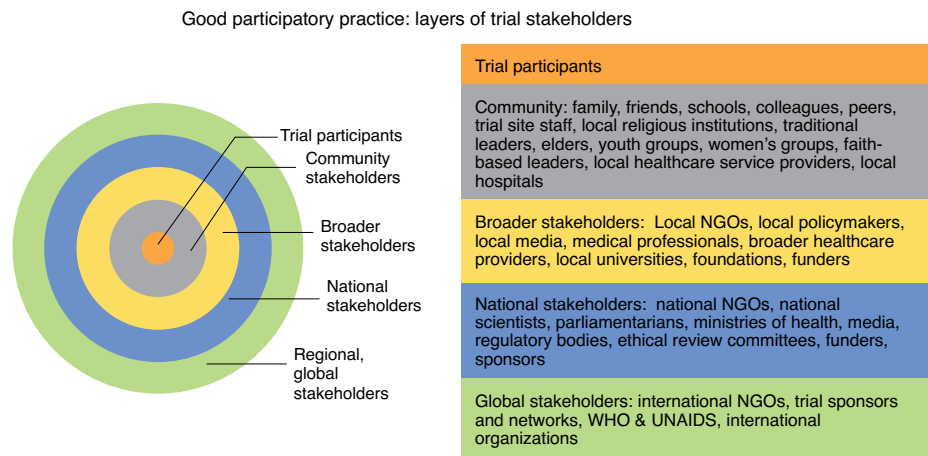 Good participatory practice: layers of trial stakeholders
Trial participants
Community
stakeholders
Broader
stakeholders
National
stakeholders
Regional,
global
stakeholders
Trial participants
Community: family, friends, schools, colleagues, peers,
trial site staff, local religious institutions, traditional
leaders, elders, youth groups, women's groups, faith-
based leaders, local healthcare service providers, local
hospitals
Broader stakeholders:  Local NGOs, local policymakers,
local media, medical professionals, broader healthcare
providers, local universities, foundations, funders
National stakeholders:  national NGOs, national
scientists, parliamentarians, ministries of health, media,
regulatory bodies, ethical review committees, funders,
sponsors
Global stakeholders: international NGOs, trial sponsors
and networks, WHO & UNAIDS, international
organizations